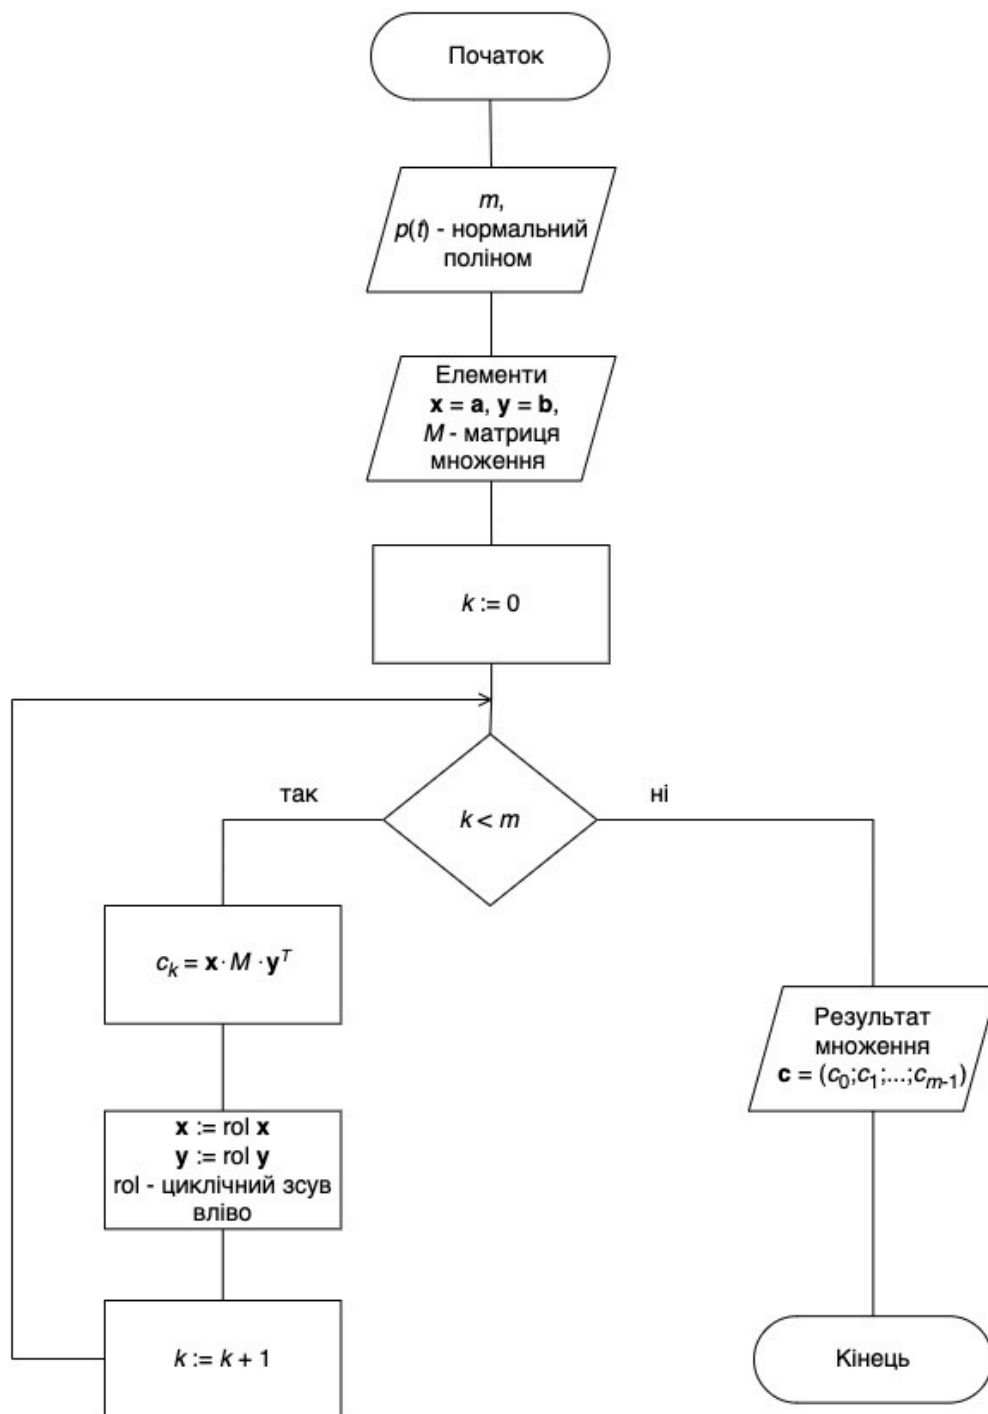 Початок
m,
p(t) - нормальний
поліном
Елементи
x = a, y = b,
M - матриця
множення
k := 0
так
k < m
ні
c_k = x · M · y^T
x := rol x
y := rol y
rol - циклічний зсув
вліво
k := k + 1
Результат
множення
c = (c_0;c_1;...;c_{m-1})
Кінець